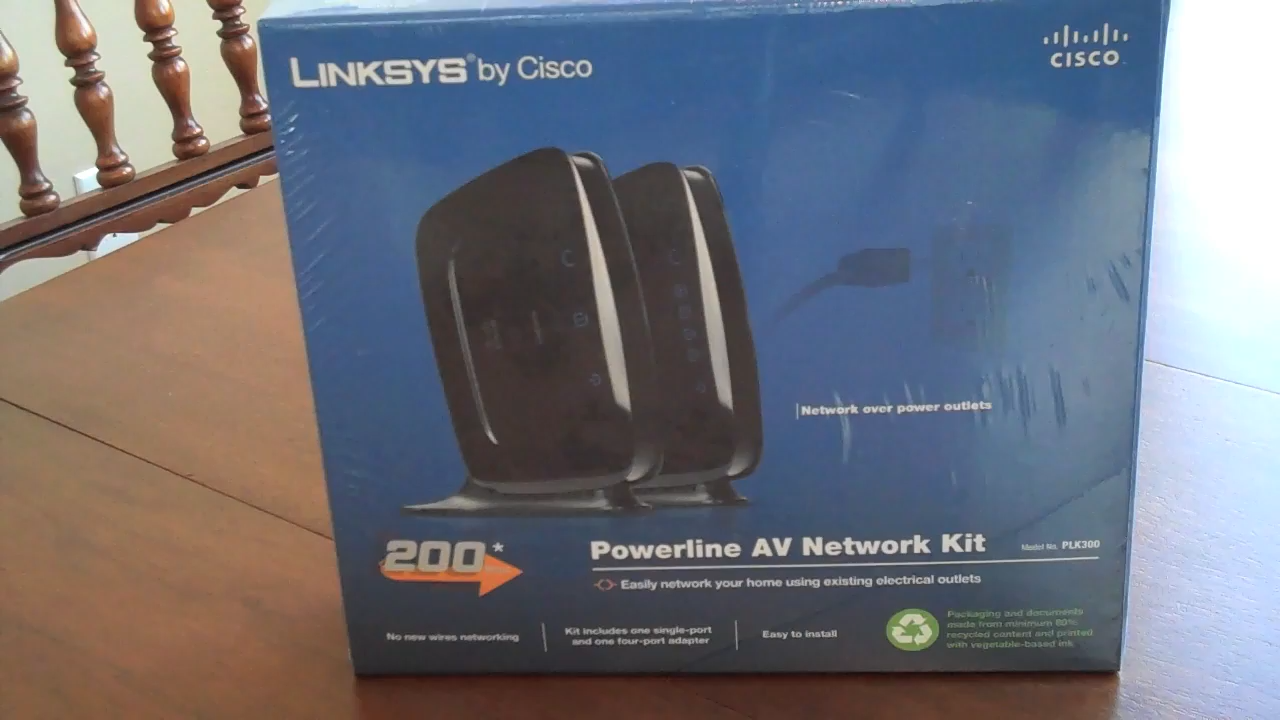 LINKSYS® by Cisco
CISCO
Network over power outlets
200*
Powerline AV Network Kit
Model No. PLK300
Easily network your home using existing electrical outlets
No new wires networking
Kit includes one single-port
and one four-port adapter
Easy to install
Packaging and documents
made from minimum 80%
recycled content and printed
with vegetable-based ink